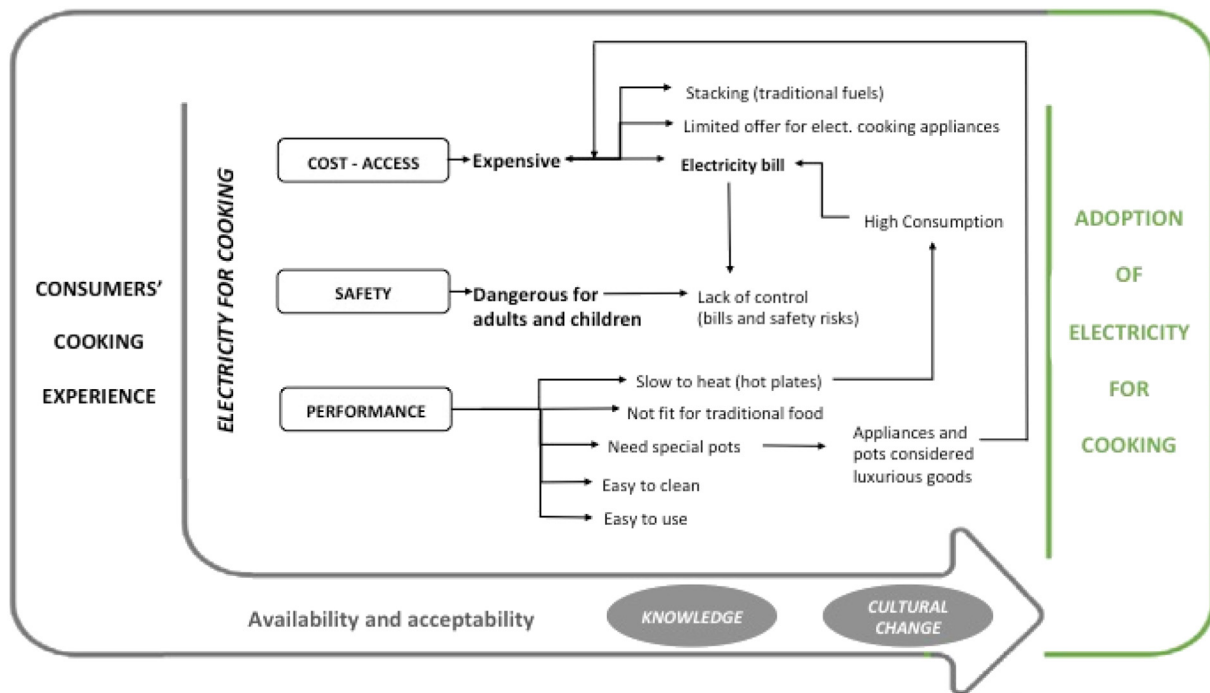 CONSUMERS'
COOKING
EXPERIENCE
ELECTRICITY FOR COOKING
COST - ACCESS
Expensive
Stacking (traditional fuels)
Limited offer for elect. cooking appliances
Electricity bill
High Consumption
SAFETY
Dangerous for
adults and children
Lack of control
(bills and safety risks)
PERFORMANCE
Slow to heat (hot plates)
Not fit for traditional food
Need special pots
Easy to clean
Easy to use
Appliances and
pots considered
luxurious goods
ADOPTION
OF
ELECTRICITY
FOR
COOKING
Availability and acceptability
KNOWLEDGE
CULTURAL
CHANGE